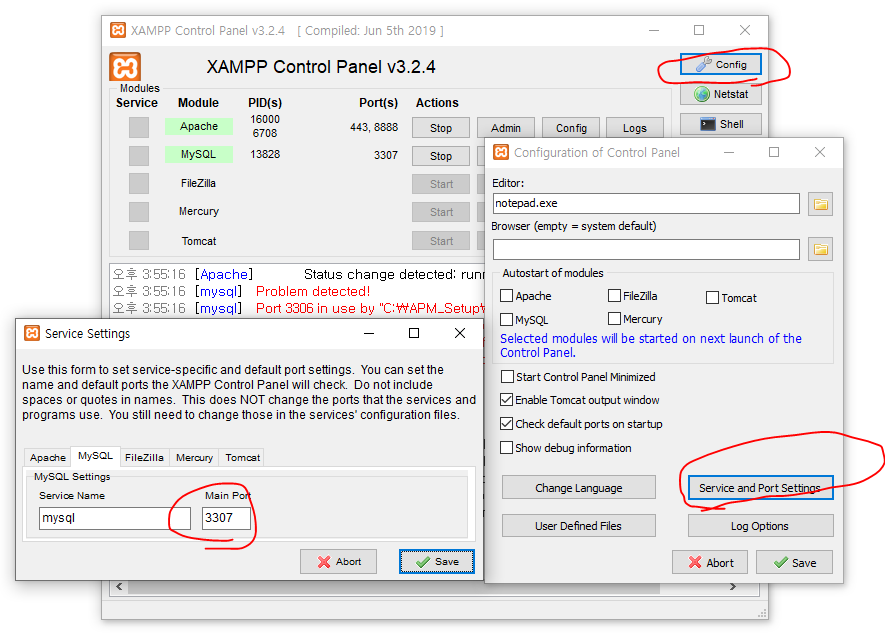 XAMPP Control Panel v3.2.4 [ Compiled: Jun 5th 2019 ]
XAMPP Control Panel v3.2.4
Config
Netstat
Shell
Modules
Service Module PID(s) Port(s) Actions
Apache 16000 6708 443, 8888 Stop Admin Config Logs
MySQL 13828 3307 Stop
FileZilla Start
Mercury Start
Tomcat Start
오후 3:55:16 [Apache] Status change detected: runn
오후 3:55:16 [mysql] Problem detected!
오후 3:55:16 [mysql] Port 3306 in use by "C:₩APM_Setup₩
Configuration of Control Panel
Editor:
notepad.exe
Browser (empty = system default)
Autostart of modules
Apache FileZilla Tomcat
MySQL Mercury
Selected modules will be started on next launch of the
Control Panel.
Start Control Panel Minimized
Enable Tomcat output window
Check default ports on startup
Show debug information
Change Language Service and Port Settings
User Defined Files Log Options
Abort Save
Service Settings
Use this form to set service-specific and default port settings. You can set the
name and default ports the XAMPP Control Panel will check. Do not include
spaces or quotes in names. This does NOT change the ports that the services and
programs use. You still need to change those in the services' configuration files.
Apache MySQL FileZilla Mercury Tomcat
MySQL Settings
Service Name Main Port
mysql 3307
Abort Save